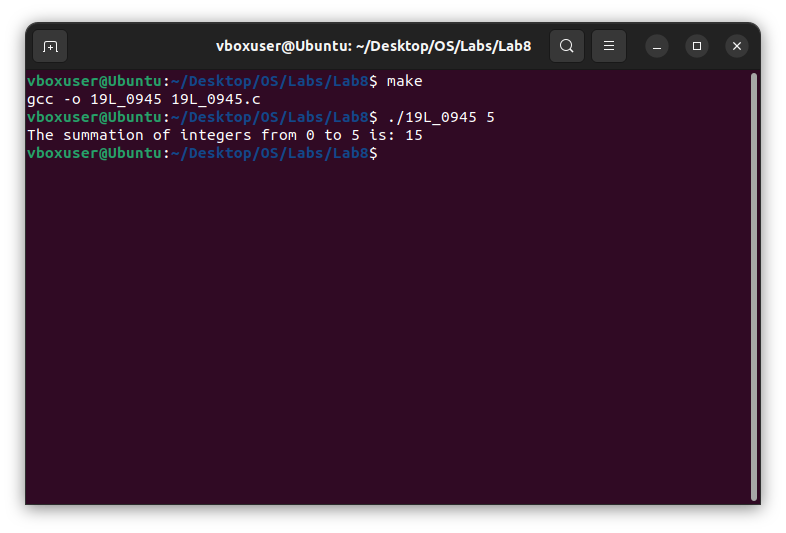 vboxuser@Ubuntu: ~/Desktop/OS/Labs/Lab8
vboxuser@Ubuntu:~/Desktop/OS/Labs/Lab8$ make
gcc -o 19L_0945 19L_0945.c
vboxuser@Ubuntu:~/Desktop/OS/Labs/Lab8$ ./19L_0945 5
The summation of integers from 0 to 5 is: 15
vboxuser@Ubuntu:~/Desktop/OS/Labs/Lab8$